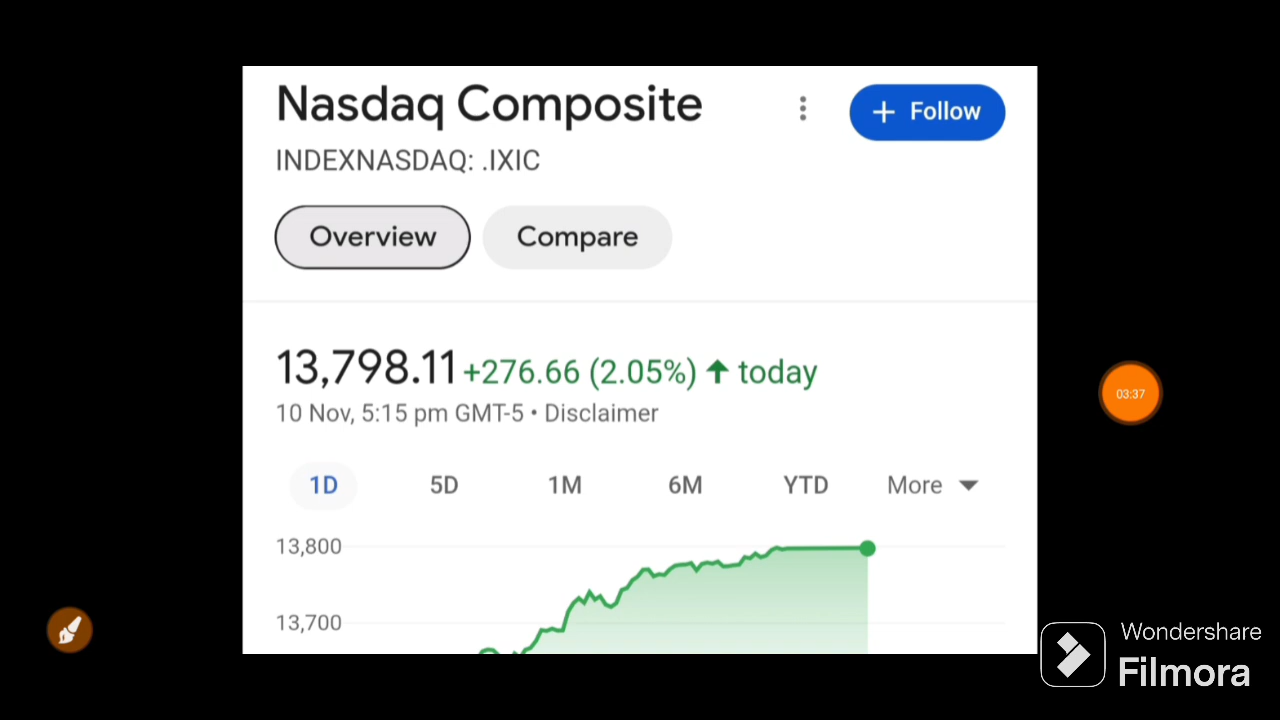 Nasdaq Composite
+ Follow
INDEXNASDAQ: .IXIC
Overview
Compare
13,798.11 +276.66 (2.05%) ↑ today
10 Nov, 5:15 pm GMT-5 • Disclaimer
1D 5D 1M 6M YTD More
13,800
13,700
03:37
Wondershare
Filmora